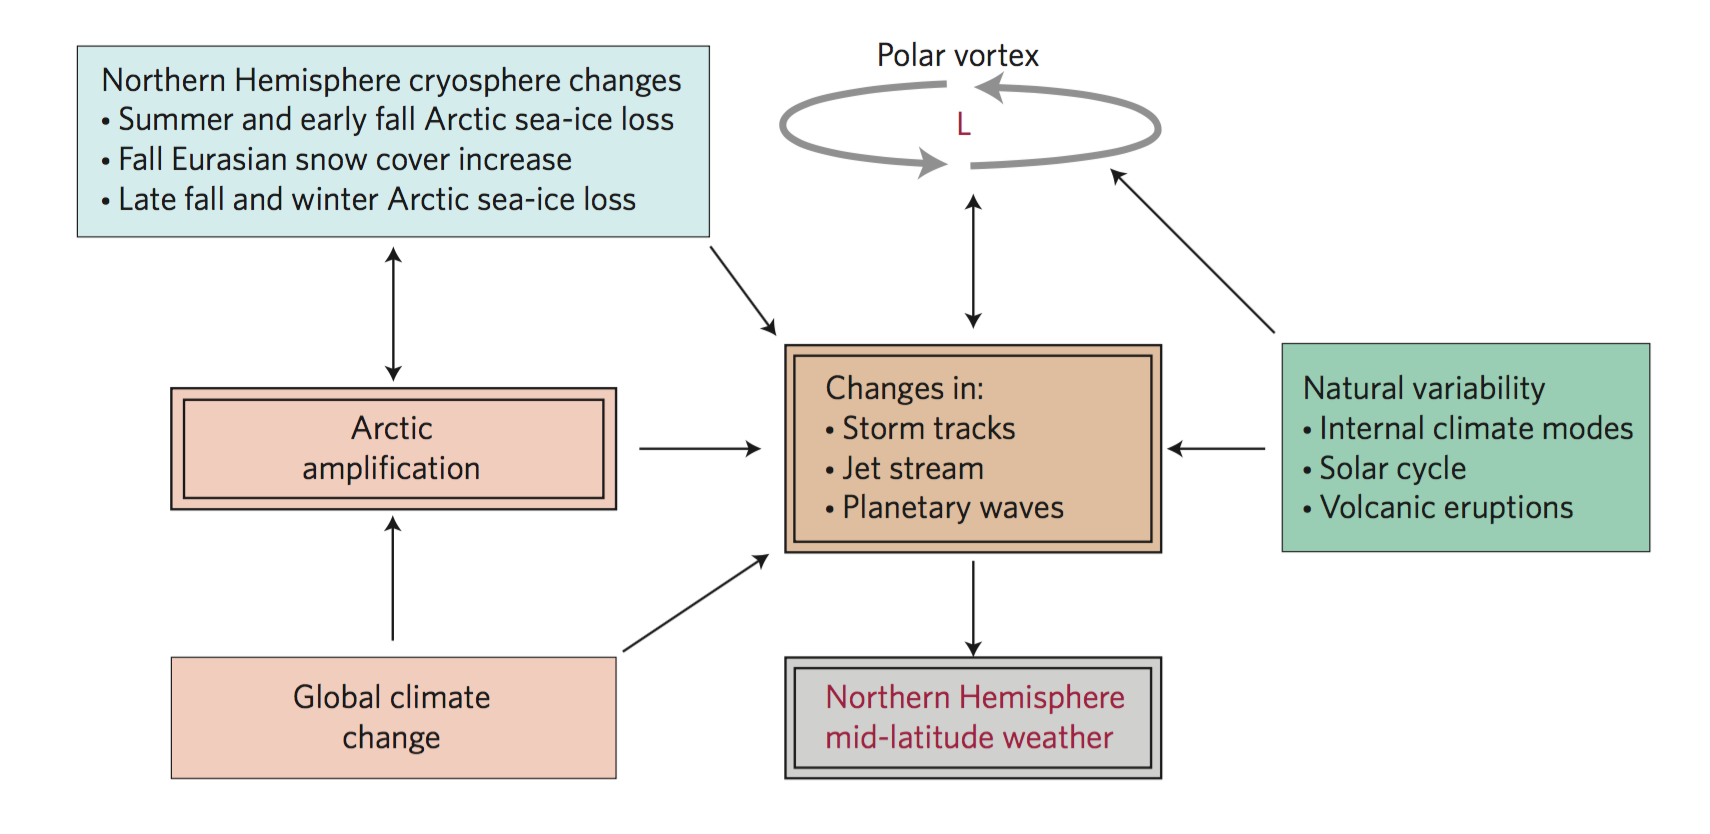 Northern Hemisphere cryosphere changes
• Summer and early fall Arctic sea-ice loss
• Fall Eurasian snow cover increase
• Late fall and winter Arctic sea-ice loss
Polar vortex
L
Arctic
amplification
Changes in:
• Storm tracks
• Jet stream
• Planetary waves
Natural variability
• Internal climate modes
• Solar cycle
• Volcanic eruptions
Global climate
change
Northern Hemisphere
mid-latitude weather